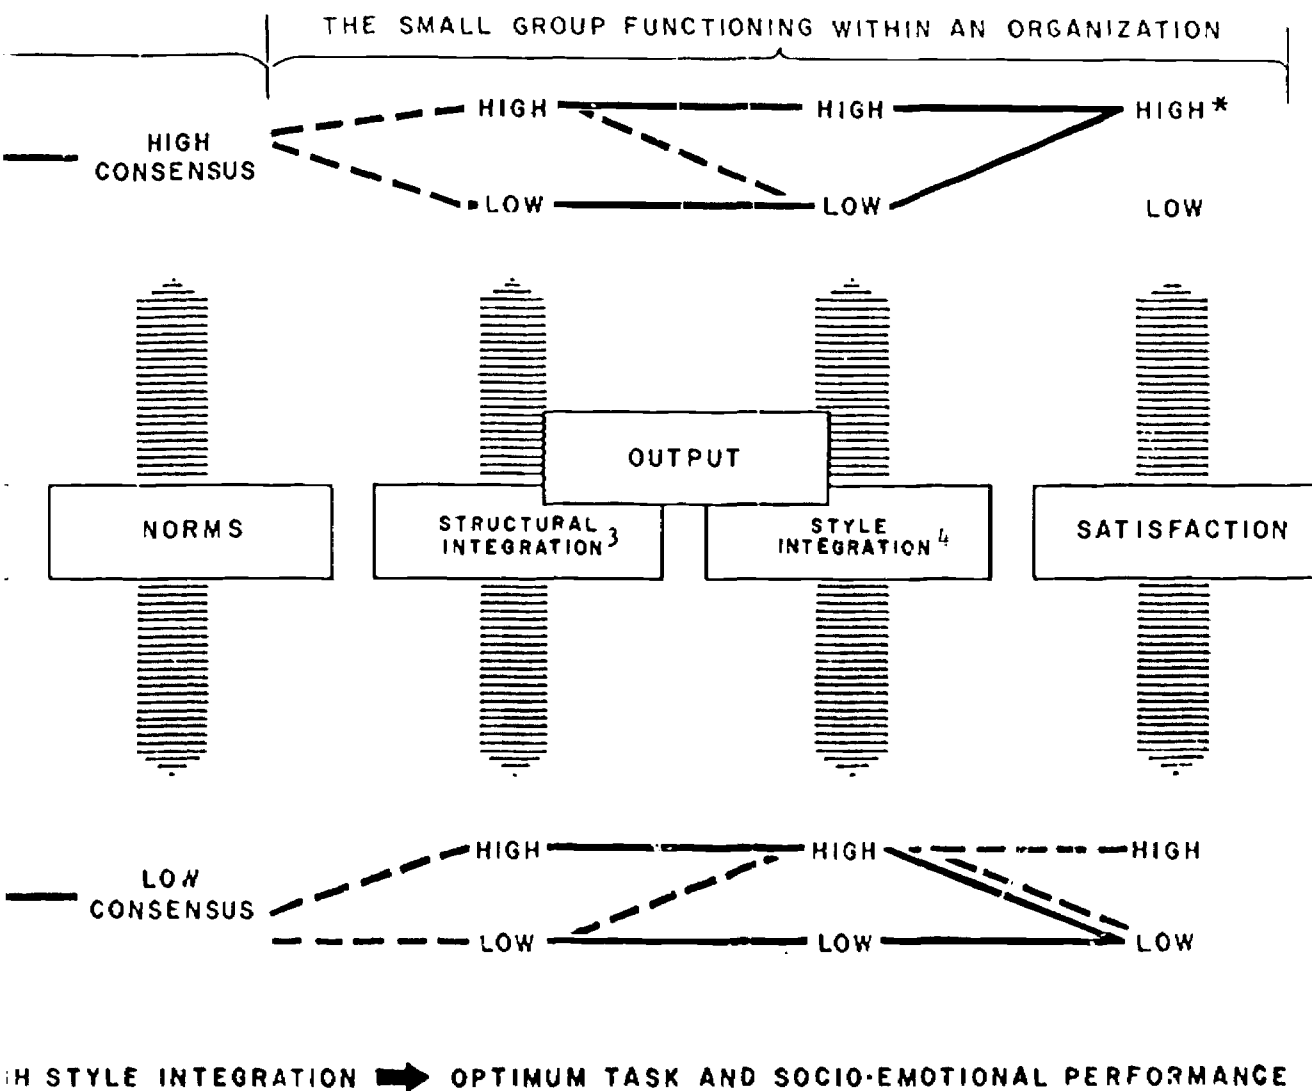 THE SMALL GROUP FUNCTIONING WITHIN AN ORGANIZATION
HIGH HIGH HIGH*
HIGH
CONSENSUS
LOW LOW LOW
OUTPUT
NORMS
STRUCTURAL
INTEGRATION 3
STYLE
INTEGRATION 4
SATISFACTION
HIGH HIGH HIGH
LOW
CONSENSUS
LOW LOW LOW
STYLE INTEGRATION OPTIMUM TASK AND SOCIO-EMOTIONAL PERFORMANCE